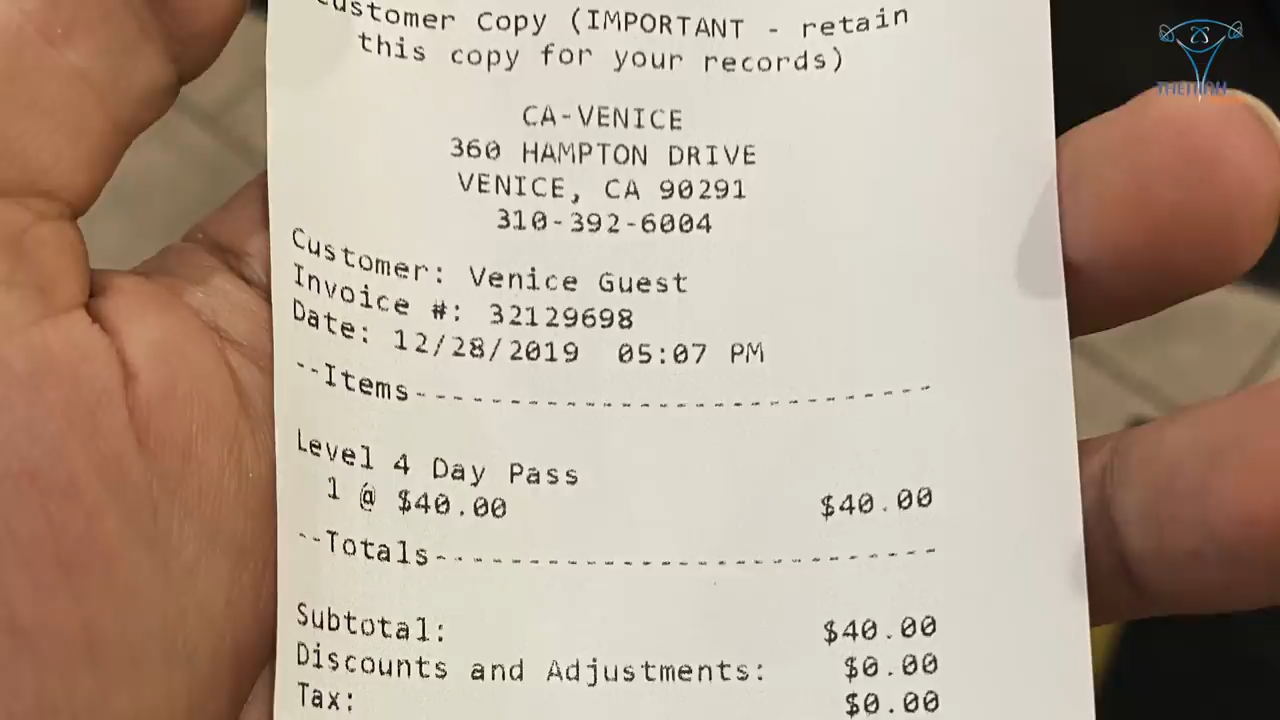 Customer Copy (IMPORTANT - retain
this copy for your records)
CA-VENICE
360 HAMPTON DRIVE
VENICE, CA 90291
310-392-6004
Customer: Venice Guest
Invoice #: 32129698
Date: 12/28/2019 05:07 PM
--Items----------------------------
Level 4 Day Pass
1 @ $40.00 $40.00
--Totals---------------------------
Subtotal: $40.00
Discounts and Adjustments: $0.00
Tax: $0.00